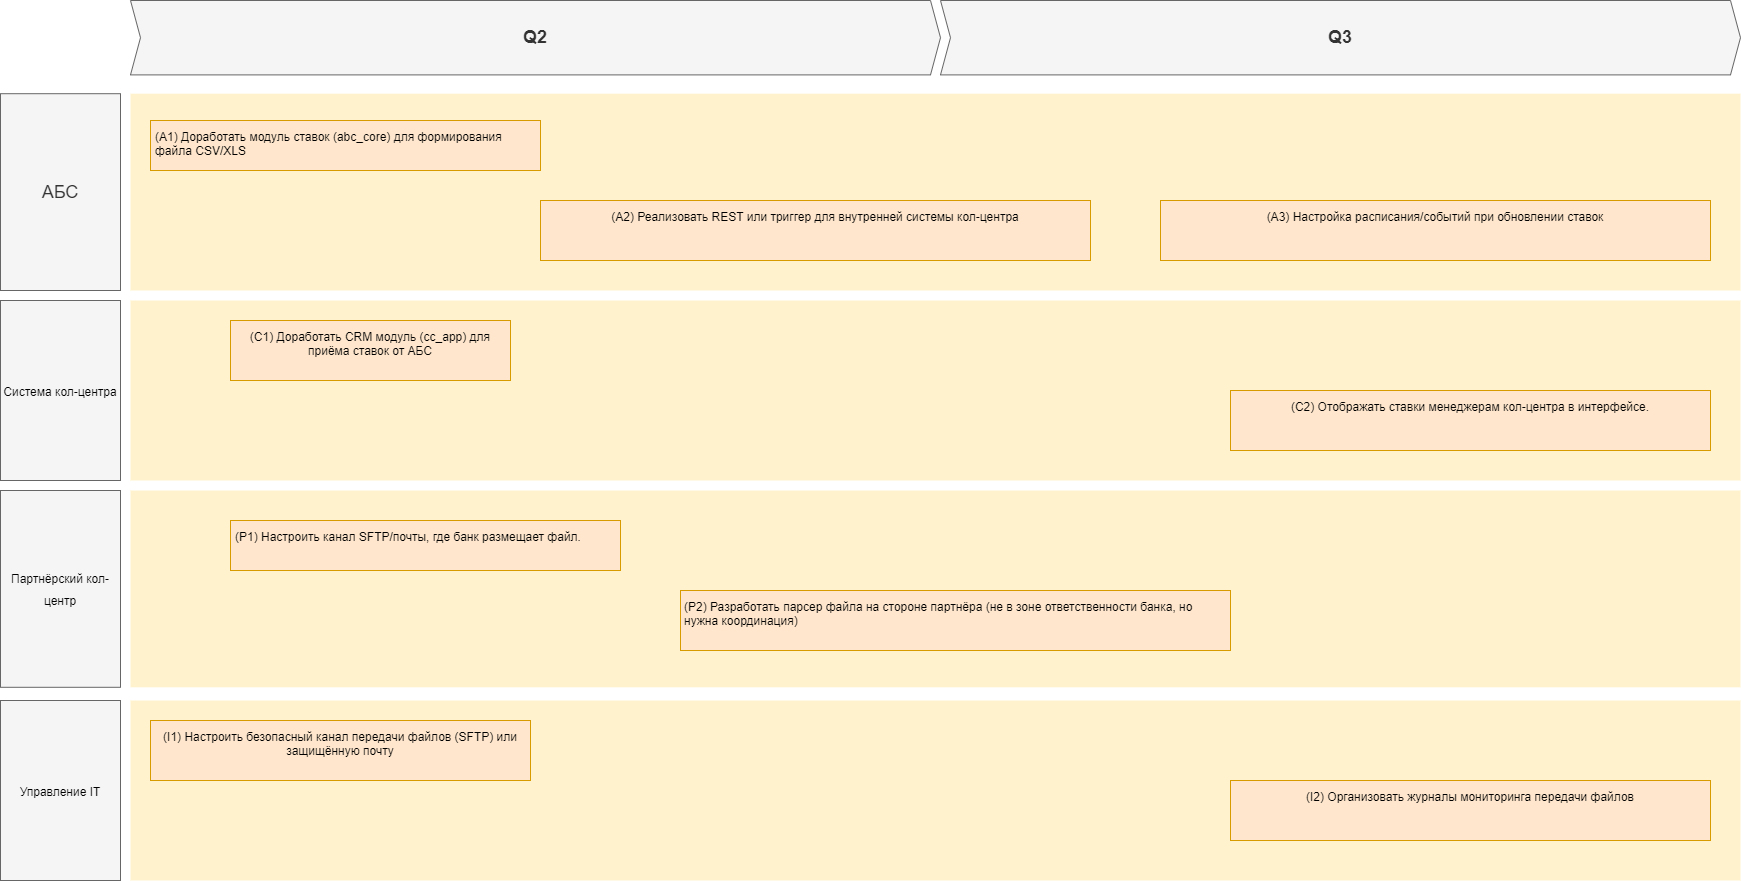 Q2
Q3
АБС
(A1) Доработать модуль ставок (abc_core) для формирования
файла CSV/XLS
(A2) Реализовать REST или триггер для внутренней системы кол-центра
(A3) Настройка расписания/событий при обновлении ставок
Система кол-центра
(C1) Доработать CRM модуль (cc_app) для
приёма ставок от АБС
(C2) Отображать ставки менеджерам кол-центра в интерфейсе.
Партнёрский кол-
центр
(P1) Настроить канал SFTP/почты, где банк размещает файл.
(P2) Разработать парсер файла на стороне партнёра (не в зоне ответственности банка, но
нужна координация)
Управление IT
(I1) Настроить безопасный канал передачи файлов (SFTP) или
защищённую почту
(I2) Организовать журналы мониторинга передачи файлов